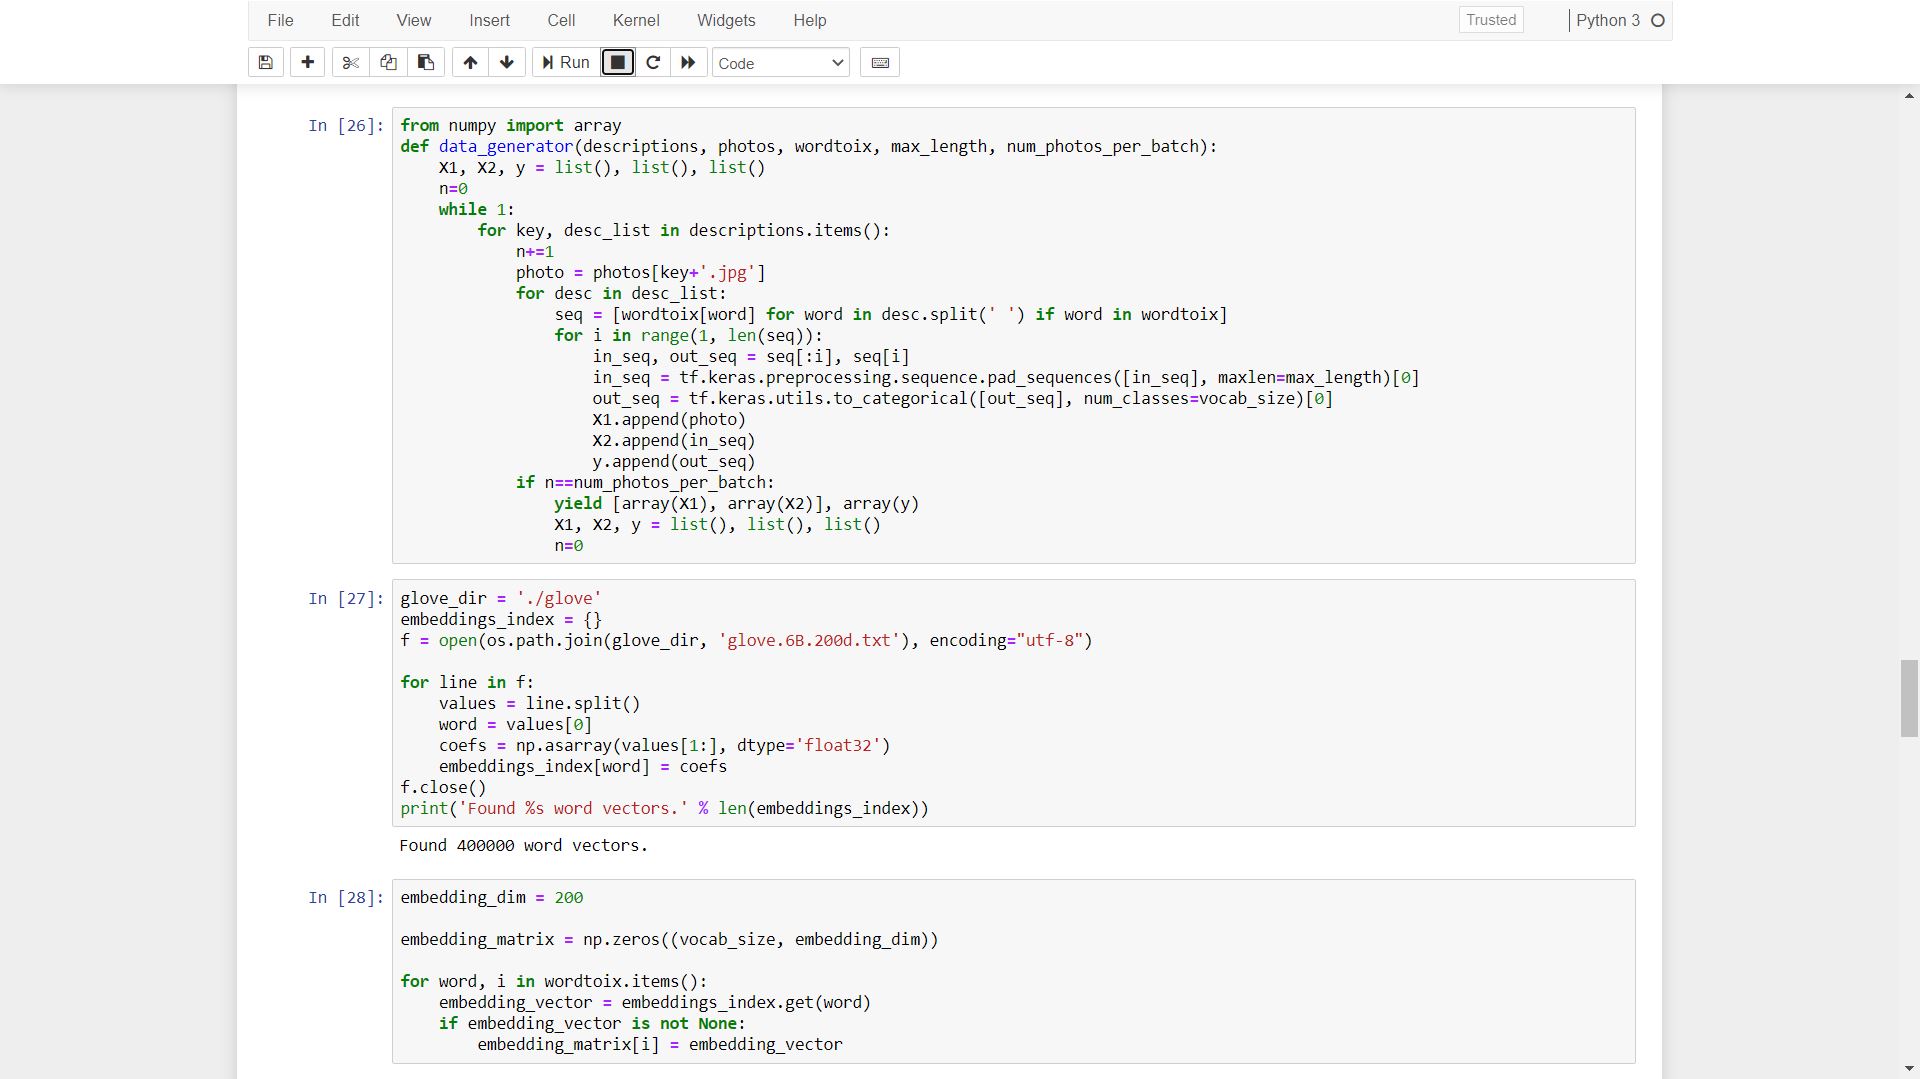 File Edit View Insert Cell Kernel Widgets Help Trusted Python 3
Run Code
In [26]:
from numpy import array
def data_generator(descriptions, photos, wordtoix, max_length, num_photos_per_batch):
    X1, X2, y = list(), list(), list()
    n=0
    while 1:
        for key, desc_list in descriptions.items():
            n+=1
            photo = photos[key+'.jpg']
            for desc in desc_list:
                seq = [wordtoix[word] for word in desc.split(' ') if word in wordtoix]
                for i in range(1, len(seq)):
                    in_seq, out_seq = seq[:i], seq[i]
                    in_seq = tf.keras.preprocessing.sequence.pad_sequences([in_seq], maxlen=max_length)[0]
                    out_seq = tf.keras.utils.to_categorical([out_seq], num_classes=vocab_size)[0]
                    X1.append(photo)
                    X2.append(in_seq)
                    y.append(out_seq)
            if n==num_photos_per_batch:
                yield [array(X1), array(X2)], array(y)
                X1, X2, y = list(), list(), list()
                n=0
In [27]:
glove_dir = './glove'
embeddings_index = {}
f = open(os.path.join(glove_dir, 'glove.6B.200d.txt'), encoding="utf-8")
for line in f:
    values = line.split()
    word = values[0]
    coefs = np.asarray(values[1:], dtype='float32')
    embeddings_index[word] = coefs
f.close()
print('Found %s word vectors.' % len(embeddings_index))
Found 400000 word vectors.
In [28]:
embedding_dim = 200
embedding_matrix = np.zeros((vocab_size, embedding_dim))
for word, i in wordtoix.items():
    embedding_vector = embeddings_index.get(word)
    if embedding_vector is not None:
        embedding_matrix[i] = embedding_vector